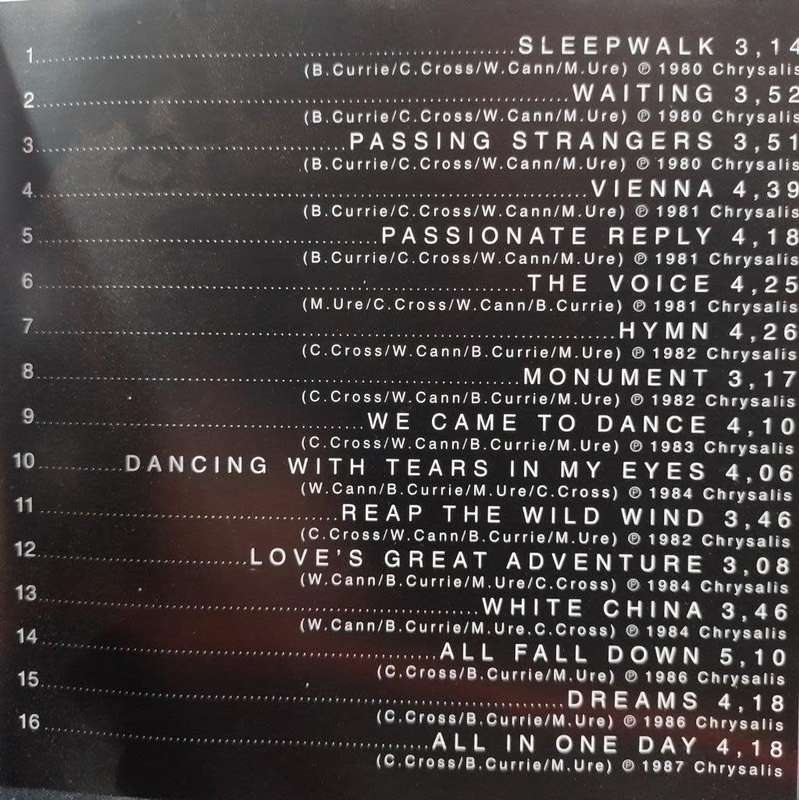 1 SLEEPWALK 3,14
(B.Currie/C.Cross/W.Cann/M.Ure) ℗ 1980 Chrysalis
2 WAITING 3,52
(B.Currie/C.Cross/W.Cann/M.Ure) ℗ 1980 Chrysalis
3 PASSING STRANGERS 3,51
(B.Currie/C.Cross/W.Cann/M.Ure) ℗ 1980 Chrysalis
4 VIENNA 4,39
(B.Currie/C.Cross/W.Cann/M.Ure) ℗ 1981 Chrysalis
5 PASSIONATE REPLY 4,18
(B.Currie/C.Cross/W.Cann/M.Ure) ℗ 1981 Chrysalis
6 THE VOICE 4,25
(M.Ure/C.Cross/W.Cann/B.Currie) ℗ 1981 Chrysalis
7 HYMN 4,26
(C.Cross/W.Cann/B.Currie/M.Ure) ℗ 1982 Chrysalis
8 MONUMENT 3,17
(C.Cross/W.Cann/B.Currie/M.Ure) ℗ 1982 Chrysalis
9 WE CAME TO DANCE 4,10
(C.Cross/W.Cann/B.Currie/M.Ure) ℗ 1983 Chrysalis
10 DANCING WITH TEARS IN MY EYES 4,06
(W.Cann/B.Currie/M.Ure/C.Cross) ℗ 1984 Chrysalis
11 REAP THE WILD WIND 3,46
(C.Cross/W.Cann/B.Currie/M.Ure) ℗ 1982 Chrysalis
12 LOVE'S GREAT ADVENTURE 3,08
(W.Cann/B.Currie/M.Ure/C.Cross) ℗ 1984 Chrysalis
13 WHITE CHINA 3,46
(W.Cann/B.Currie/M.Ure.C.Cross) ℗ 1984 Chrysalis
14 ALL FALL DOWN 5,10
(C.Cross/B.Currie/M.Ure) ℗ 1986 Chrysalis
15 DREAMS 4,18
(C.Cross/B.Currie/M.Ure) ℗ 1986 Chrysalis
16 ALL IN ONE DAY 4,18
(C.Cross/B.Currie/M.Ure) ℗ 1987 Chrysalis